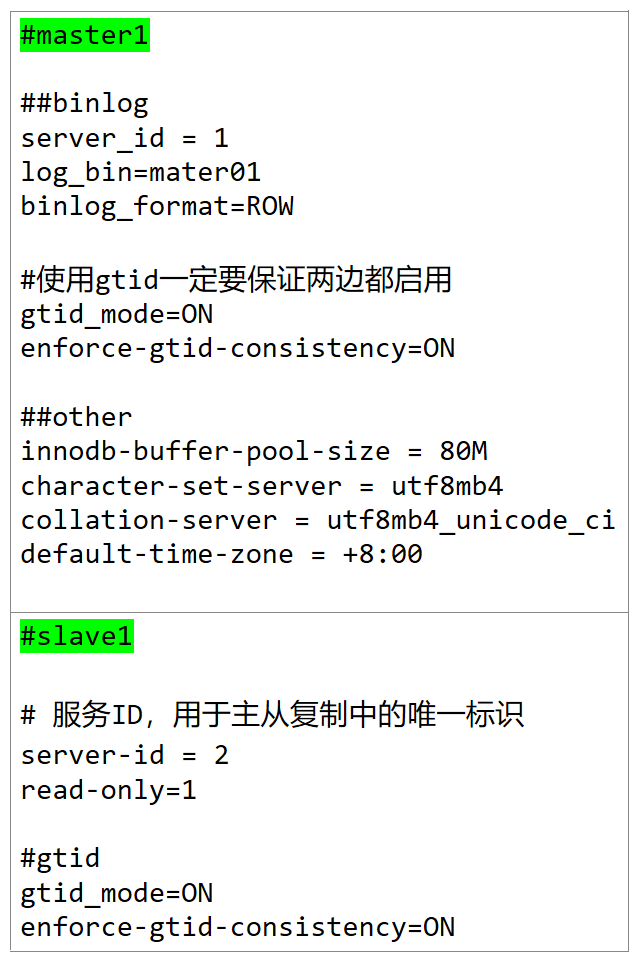 #master1
##binlog
server_id = 1
log_bin=mater01
binlog_format=ROW
#使用gtid一定要保证两边都启用
gtid_mode=ON
enforce-gtid-consistency=ON
##other
innodb-buffer-pool-size = 80M
character-set-server = utf8mb4
collation-server = utf8mb4_unicode_ci
default-time-zone = +8:00
#slave1
# 服务ID，用于主从复制中的唯一标识
server-id = 2
read-only=1
#gtid
gtid_mode=ON
enforce-gtid-consistency=ON